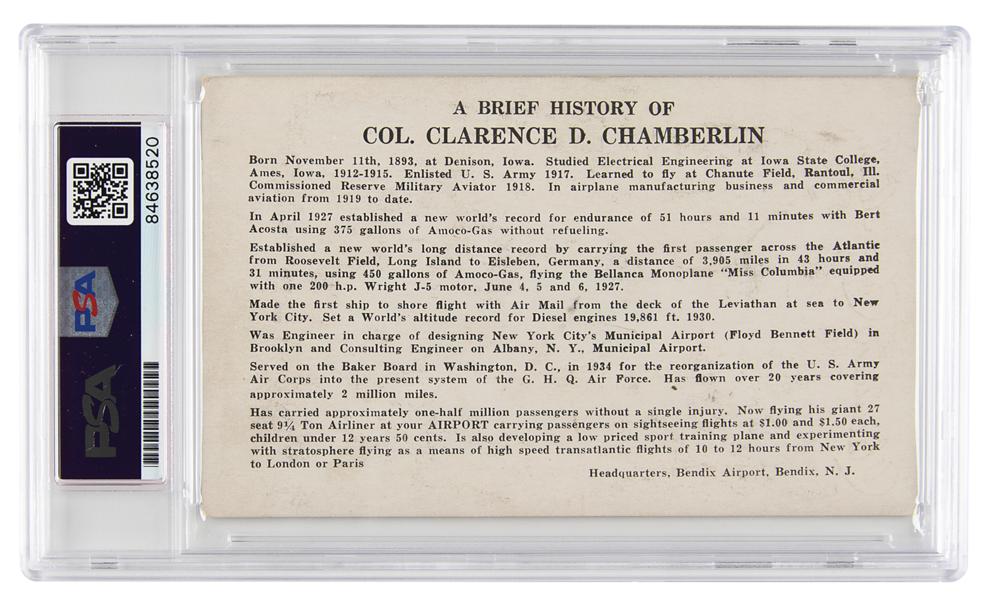 A BRIEF HISTORY OF
COL. CLARENCE D. CHAMBERLIN
Born November 11th, 1893, at Denison, Iowa. Studied Electrical Engineering at Iowa State College,
Ames, Iowa, 1912-1915. Enlisted U. S. Army 1917. Learned to fly at Chanute Field, Rantoul, Ill.
Commissioned Reserve Military Aviator 1918. In airplane manufacturing business and commercial
aviation from 1919 to date.
In April 1927 established a new world's record for endurance of 51 hours and 11 minutes with Bert
Acosta using 375 gallons of Amoco-Gas without refueling.
Established a new world's long distance record by carrying the first passenger across the Atlantic
from Roosevelt Field, Long Island to Eisleben, Germany, a distance of 3,905 miles in 43 hours and
31 minutes, using 450 gallons of Amoco-Gas, flying the Bellanca Monoplane "Miss Columbia" equipped
with one 200 h.p. Wright J-5 motor, June 4, 5 and 6, 1927.
Made the first ship to shore flight with Air Mail from the deck of the Leviathan at sea to New
York City. Set a World's altitude record for Diesel engines 19,861 ft. 1930.
Was Engineer in charge of designing New York City's Municipal Airport (Floyd Bennett Field) in
Brooklyn and Consulting Engineer on Albany, N. Y., Municipal Airport.
Served on the Baker Board in Washington, D. C., in 1934 for the reorganization of the U. S. Army
Air Corps into the present system of the G. H. Q. Air Force. Has flown over 20 years covering
approximately 2 million miles.
Has carried approximately one-half million passengers without a single injury. Now flying his giant 27
seat 9¼ Ton Airliner at your AIRPORT carrying passengers on sightseeing flights at $1.00 and $1.50 each,
children under 12 years 50 cents. Is also developing a low priced sport training plane and experimenting
with stratosphere flying as a means of high speed transatlantic flights of 10 to 12 hours from New York
to London or Paris
Headquarters, Bendix Airport, Bendix, N. J.
84638520
PSA
PSA